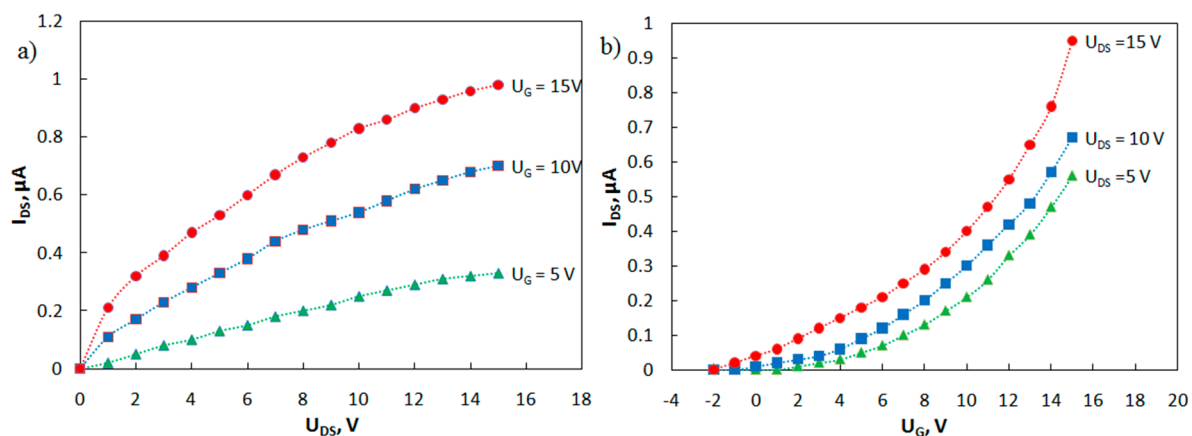 a)
1.2
1
0.8
0.6
0.4
0.2
0
I_DS, µA
U_G = 15V
U_G = 10V
U_G = 5 V
0 2 4 6 8 10 12 14 16 18
U_DS, V
b)
1
0.9
0.8
0.7
0.6
0.5
0.4
0.3
0.2
0.1
0
I_DS, µA
U_DS = 15 V
U_DS = 10 V
U_DS = 5 V
-4 -2 0 2 4 6 8 10 12 14 16 18 20
U_G, V